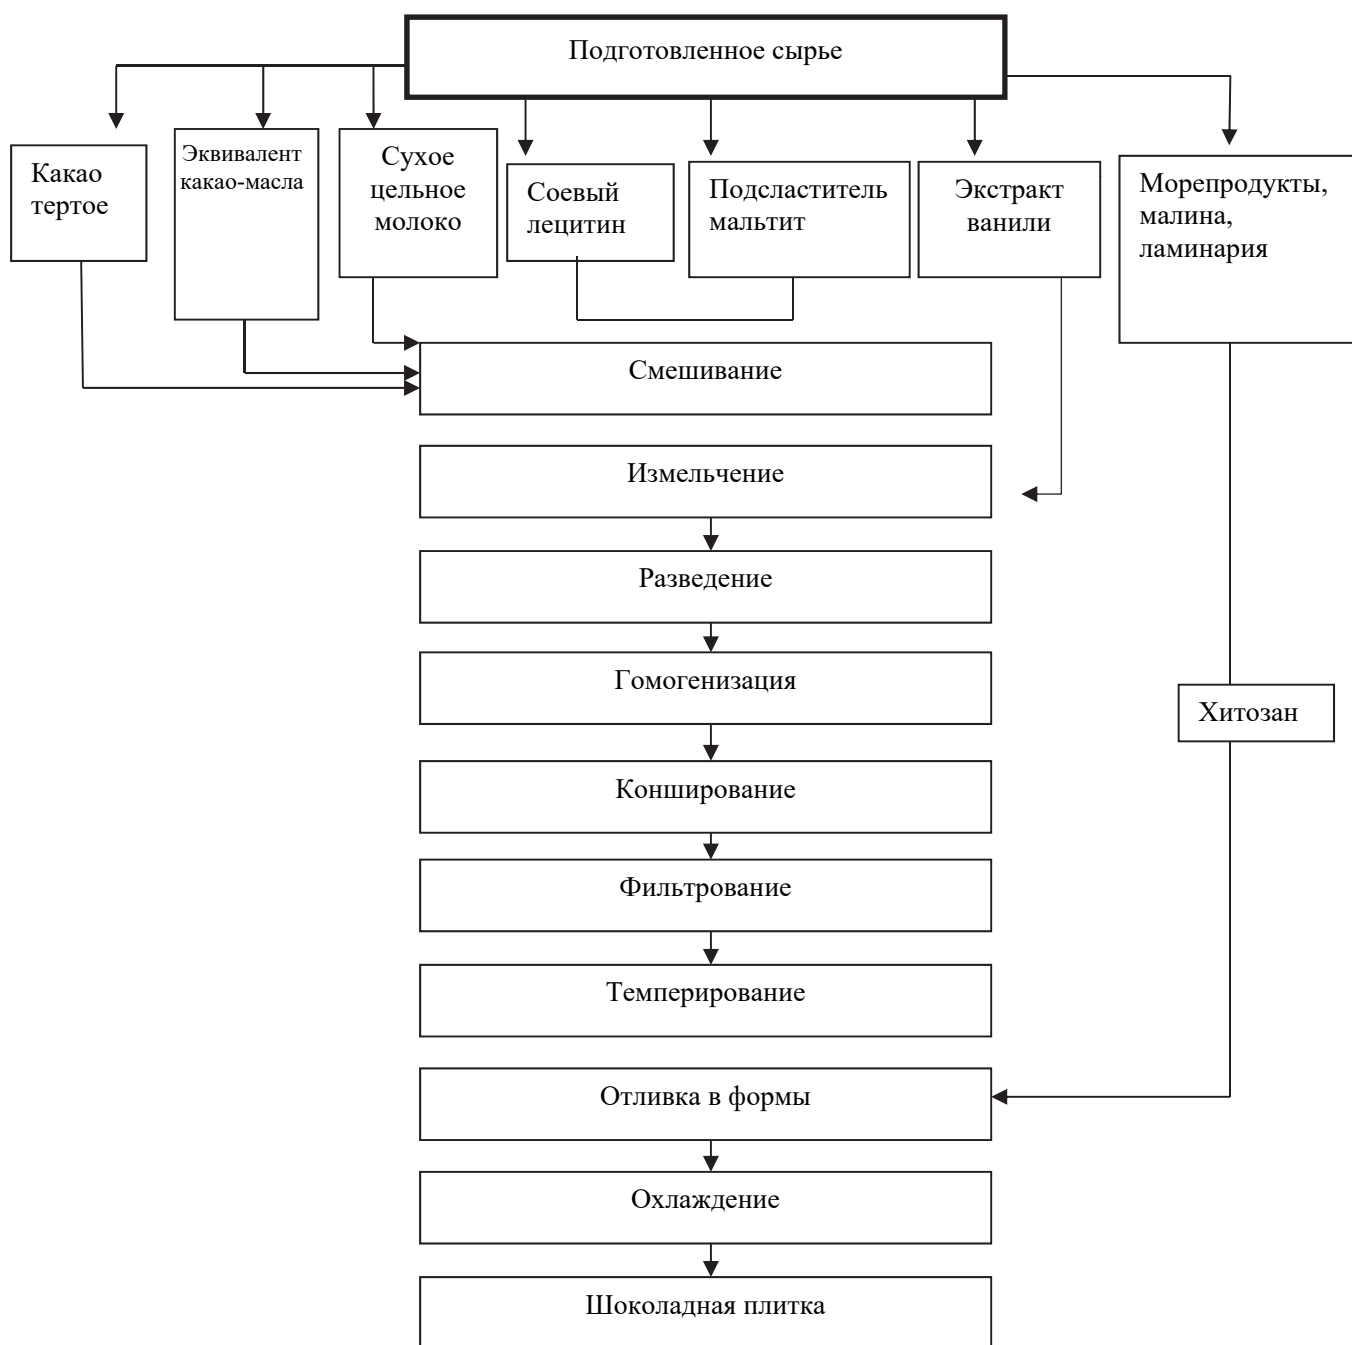 Подготовленное сырье
Какао
тертое
Эквивалент
какао-масла
Сухое
цельное
молоко
Соевый
лецитин
Подсластитель
мальтит
Экстракт
ванили
Морепродукты,
малина,
ламинария
Смешивание
Измельчение
Разведение
Гомогенизация
Хитозан
Конширование
Фильтрование
Темперирование
Отливка в формы
Охлаждение
Шоколадная плитка